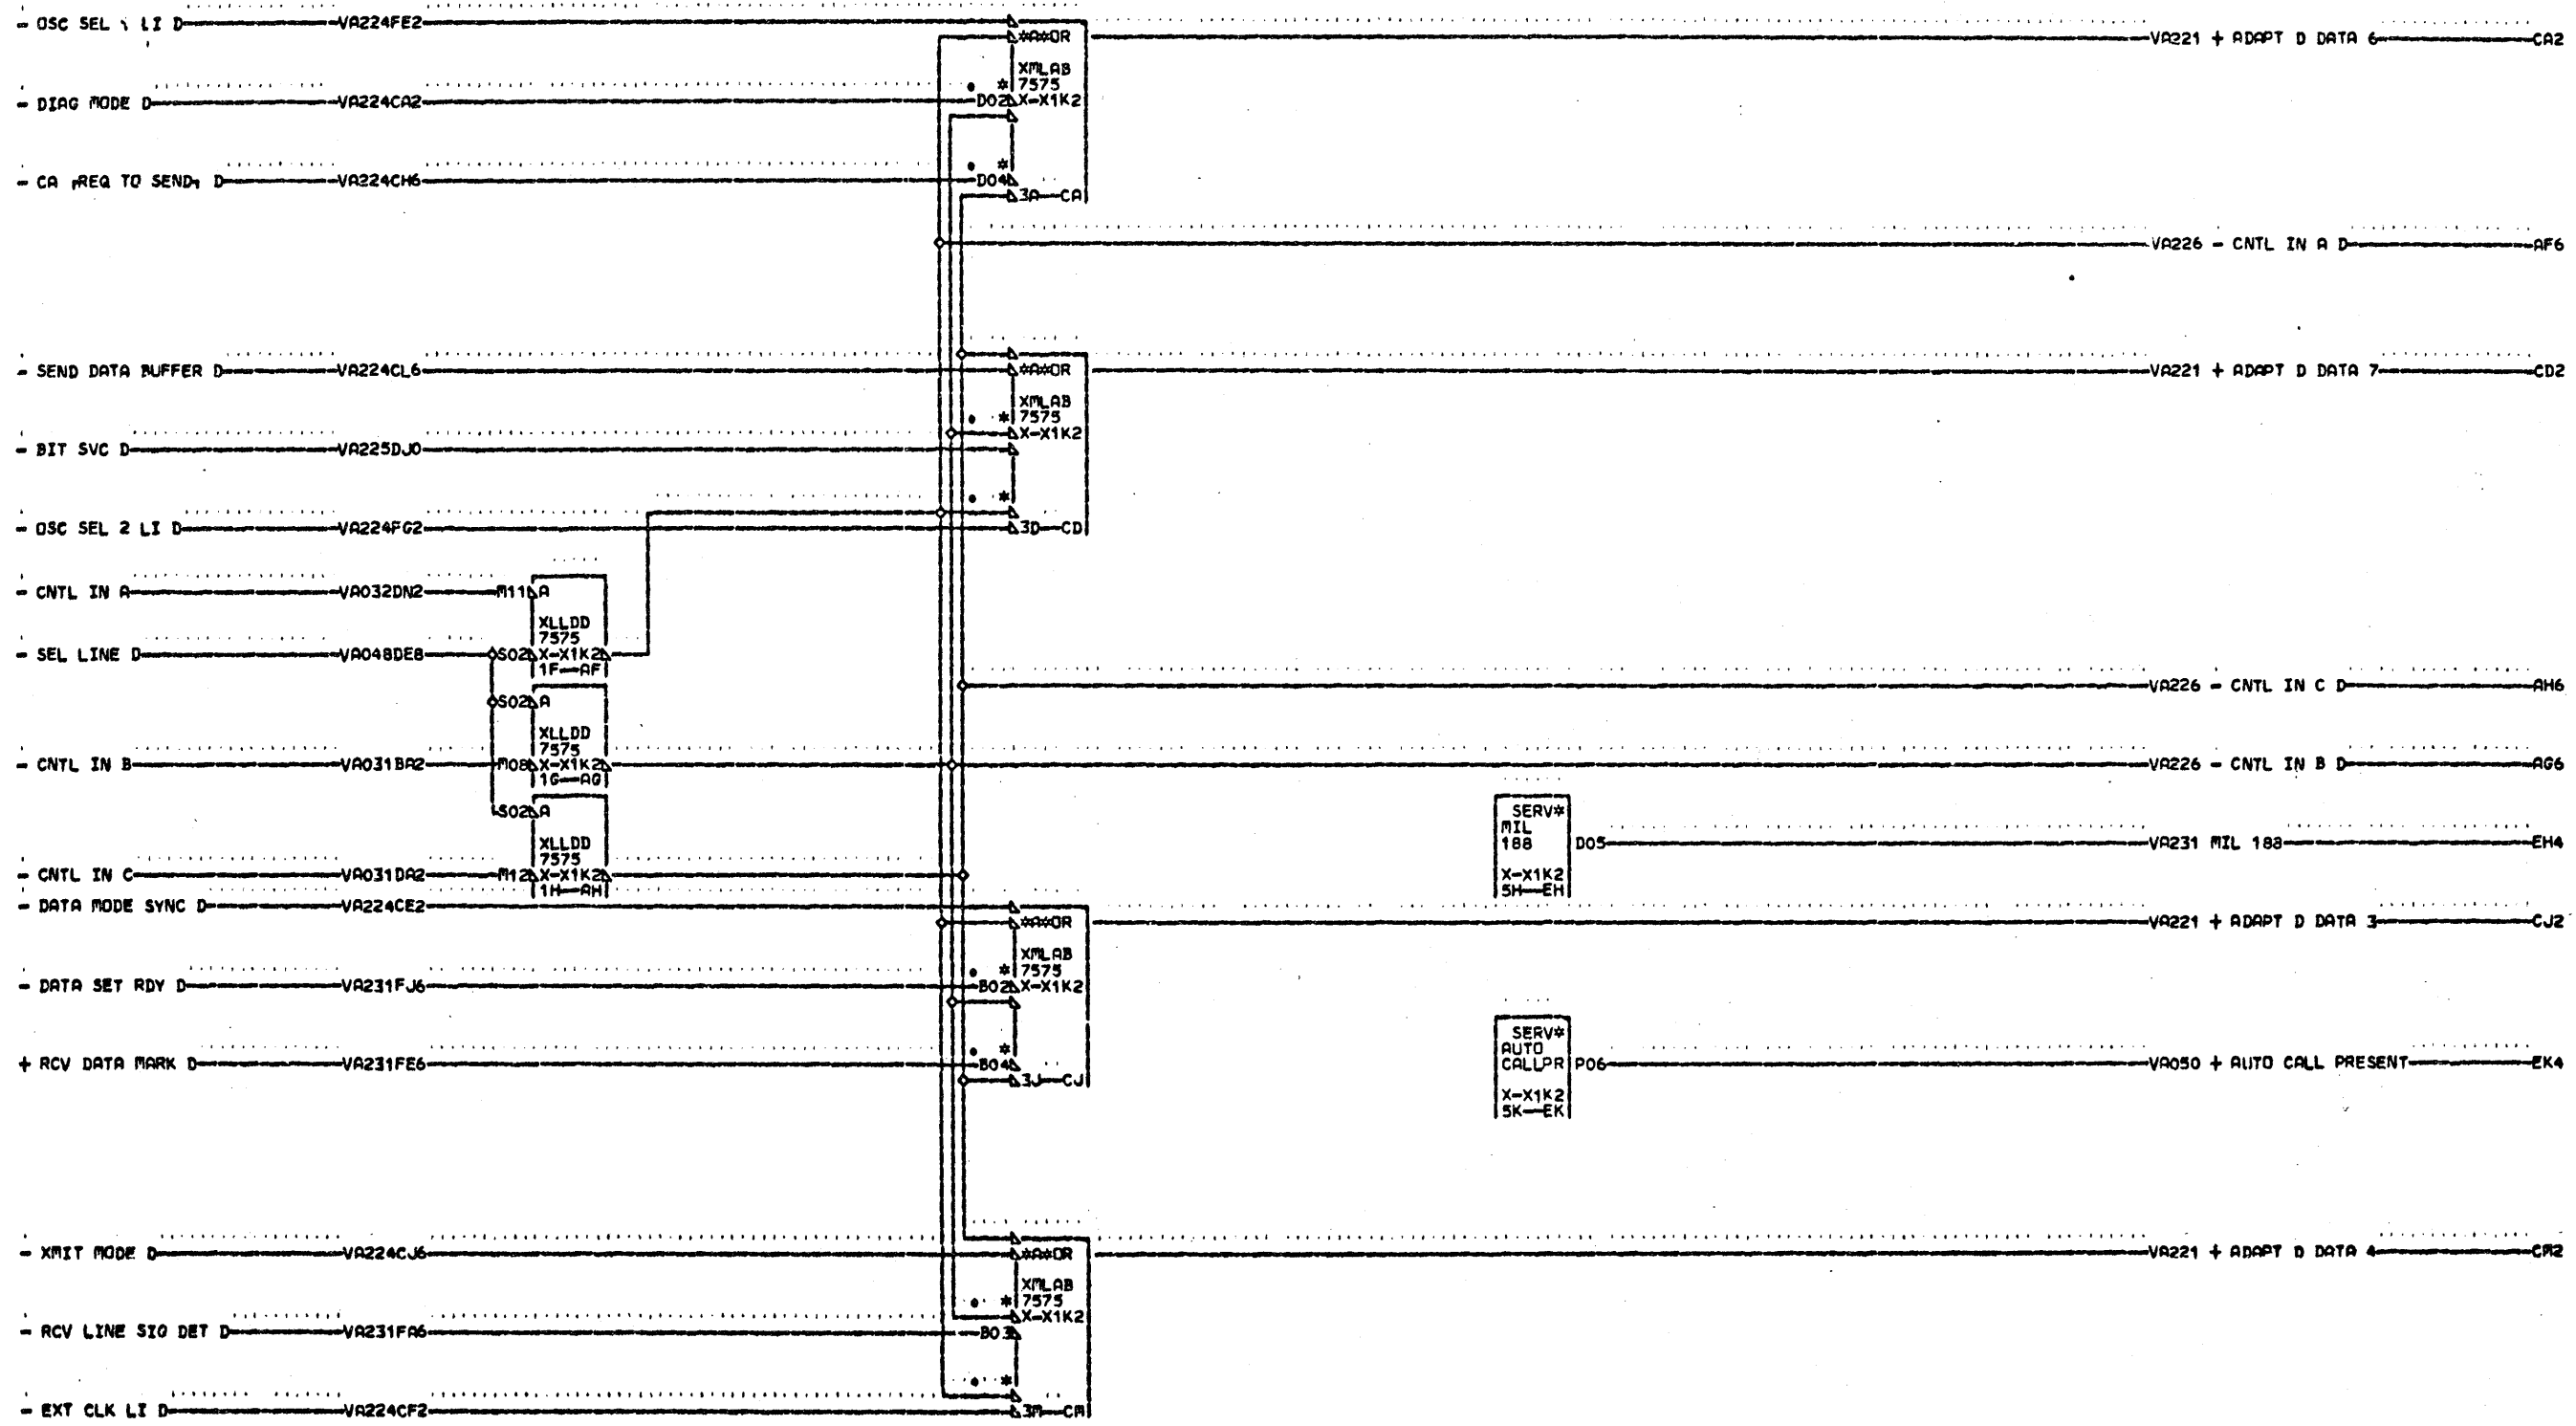 - OSC SEL 1 LI D VA224FE2
*A*OR VA221 + ADAPT D DATA 6 CA2
XMLAB
* 7575
- DIAG MODE D VA224CA2 D02 X-X1K2
*
- CA REQ TO SEND D VA224CH6 D04
3A CA
VA226 - CNTL IN A D AF6
- SEND DATA BUFFER D VA224CL6 *A*OR VA221 + ADAPT D DATA 7 CD2
XMLAB
* 7575
X-X1K2
- BIT SVC D VA225DJ0
*
- OSC SEL 2 LI D VA224FG2 3D CD
- CNTL IN A VA032DN2 M11 A
XLLDD
7575
- SEL LINE D VA048DE8 S02 X-X1K2
1F AF
VA226 - CNTL IN C D AH6
S02 A
XLLDD
7575
- CNTL IN B VA031BA2 M08 X-X1K2 VA226 - CNTL IN B D AG6
1G AG
S02 A
SERV*
MIL
188 D05 VA231 MIL 188 EH4
XLLDD
7575
- CNTL IN C VA031DA2 M12 X-X1K2
1H AH
X-X1K2
5H EH
- DATA MODE SYNC D VA224CE2
*A*OR VA221 + ADAPT D DATA 3 CJ2
XMLAB
* 7575
- DATA SET RDY D VA231FJ6 B02 X-X1K2
*
SERV*
AUTO
+ RCV DATA MARK D VA231FE6 B04 CALLPR P06 VA050 + AUTO CALL PRESENT EK4
3J CJ
X-X1K2
5K EK
- XMIT MODE D VA224CJ6 *A*OR VA221 + ADAPT D DATA 4 CM2
XMLAB
* 7575
X-X1K2
- RCV LINE SIG DET D VA231FA6 B03
*
- EXT CLK LI D VA224CF2 3M CM